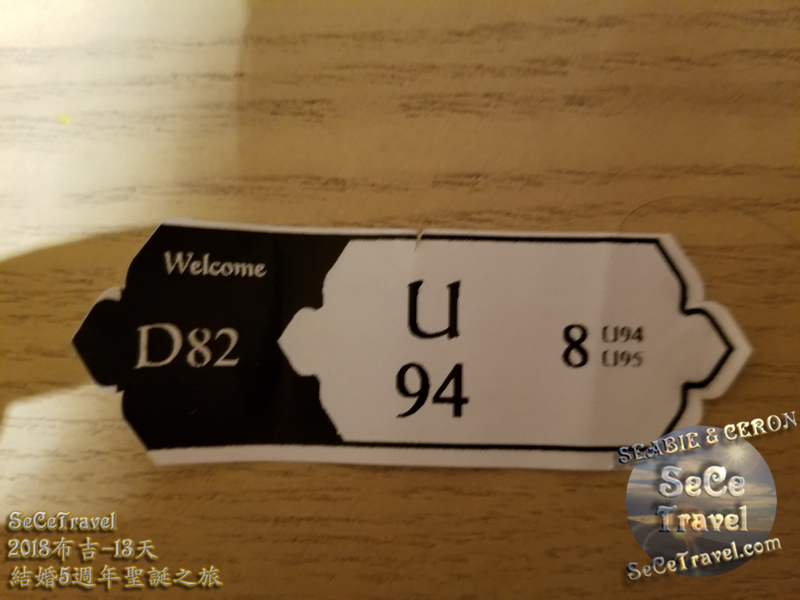 Welcome
D82
U
94
8
U94
U95
SEABIE & CERON
SeCe
Travel
SeCeTravel.com
SeCeTravel
2018布吉-13天
結婚5週年聖誕之旅